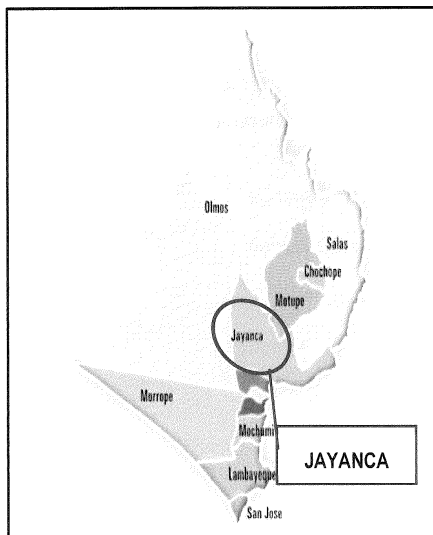 Olmos
Salas
Chochope
Motupe
Jayanca
Morrope
Mochumi
JAYANCA
Lambayeque
San Jose